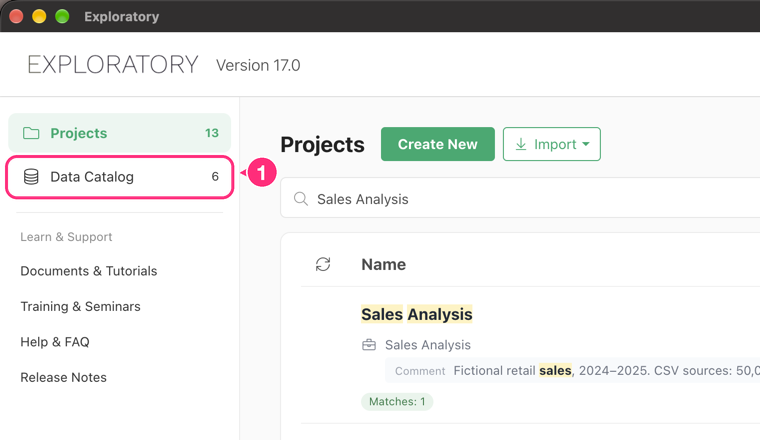 Exploratory
EXPLORATORY Version 17.0
Projects 13
Data Catalog 6
1
Learn & Support
Documents & Tutorials
Training & Seminars
Help & FAQ
Release Notes
Projects
Create New
Import
Sales Analysis
Name
Sales Analysis
Sales Analysis
Comment Fictional retail sales, 2024–2025. CSV sources: 50,0
Matches: 1